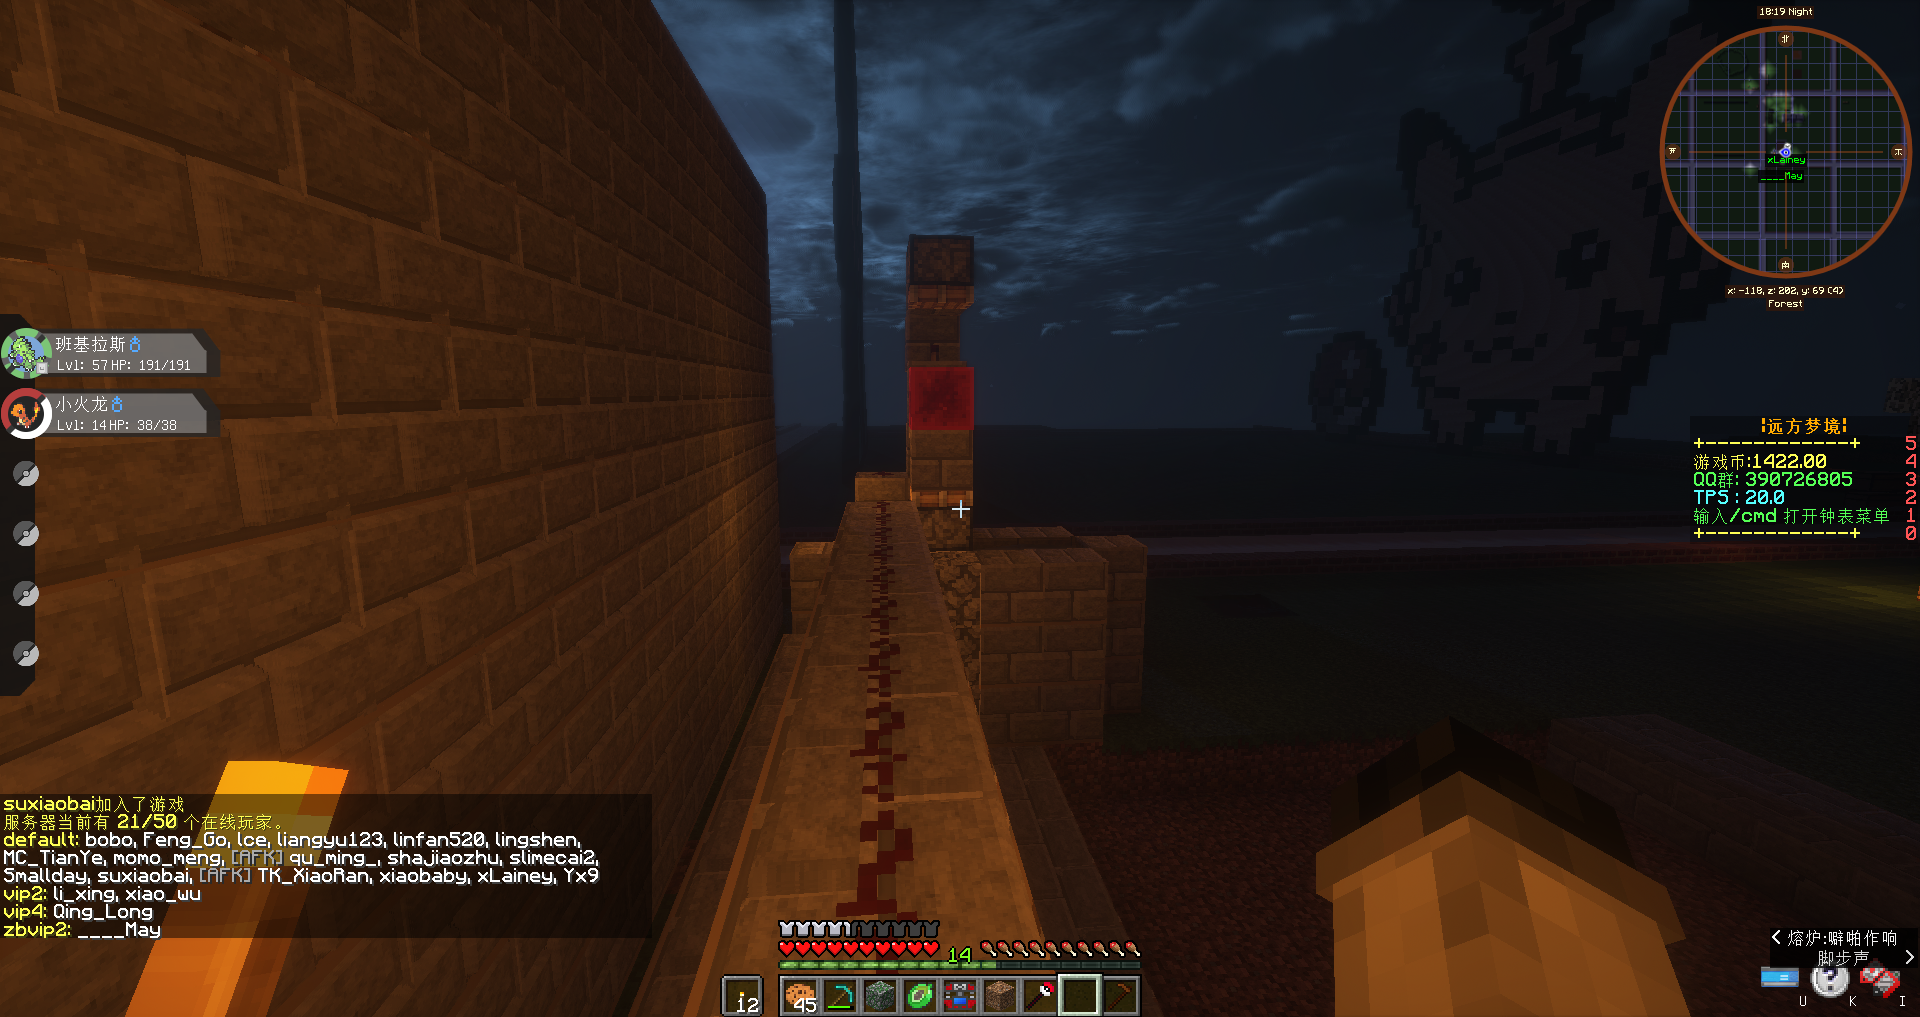 18:19 Night
北
xLainey
____May
南
x: -118, z: 202, y: 69 (4)
Forest
班基拉斯
Lvl: 57 HP: 191/191
小火龙
Lvl: 14 HP: 38/38
¦远方梦境¦
+------------+ 5
游戏币:1422.00 4
QQ群: 390726805 3
TPS : 20.0 2
输入/cmd 打开钟表菜单 1
+------------+ 0
suxiaobai加入了游戏
服务器当前有 21/50 个在线玩家。
default: bobo, Feng_Go, lce, liangyu123, linfan520, lingshen,
MC_TianYe, momo_meng, [AFK] qu_ming_, shajiaozhu, slimecai2,
Smallday, suxiaobai, [AFK] TK_XiaoRan, xiaobaby, xLainey, Yx9
vip2: li_xing, xiao_wu
vip4: Qing_Long
zbvip2: ____May
14
12
45
< 熔炉:噼啪作响
脚步声 >
U K I